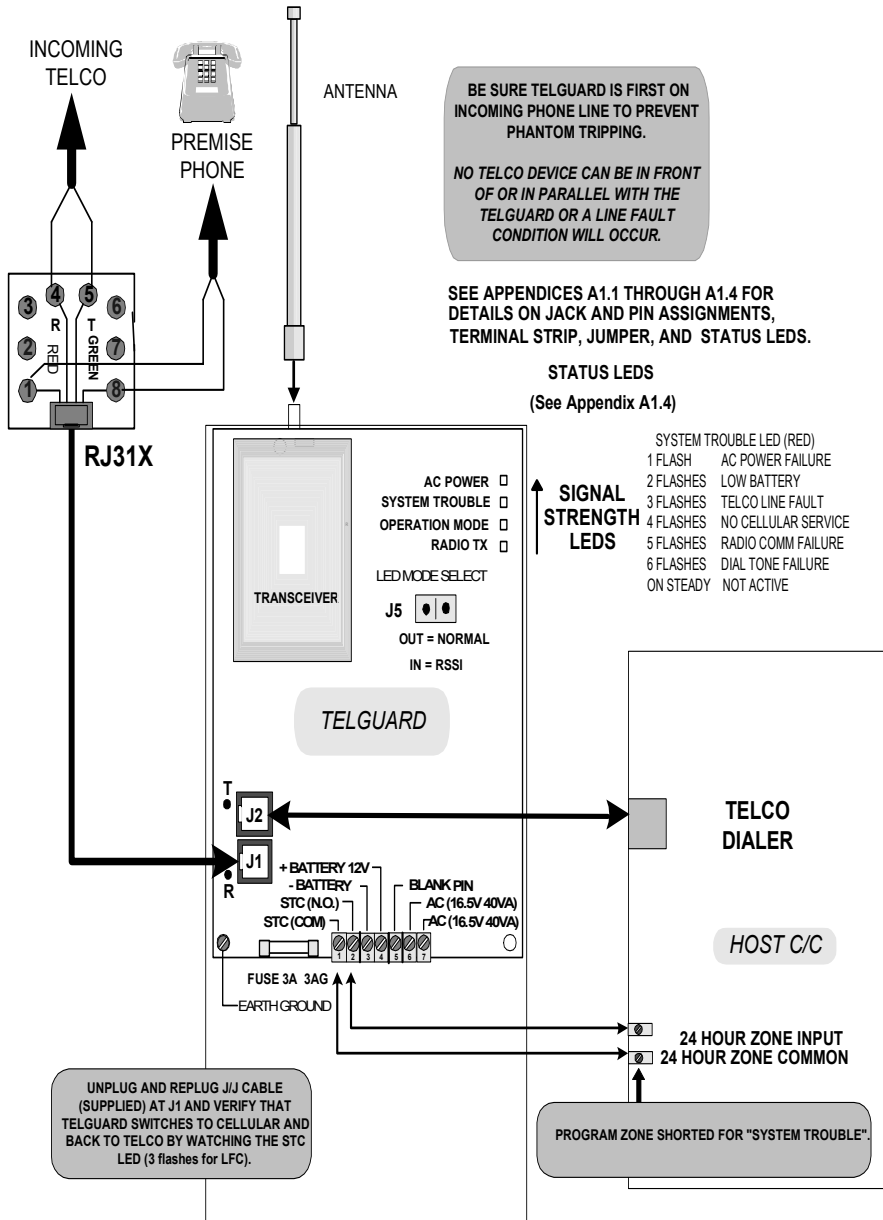 INCOMING
TELCO
PREMISE
PHONE
ANTENNA
BE SURE TELGUARD IS FIRST ON
INCOMING PHONE LINE TO PREVENT
PHANTOM TRIPPING.
NO TELCO DEVICE CAN BE IN FRONT
OF OR IN PARALLEL WITH THE
TELGUARD OR A LINE FAULT
CONDITION WILL OCCUR.
3 4 5 6
R T
2 RED GREEN 7
1 8
RJ31X
SEE APPENDICES A1.1 THROUGH A1.4 FOR
DETAILS ON JACK AND PIN ASSIGNMENTS,
TERMINAL STRIP, JUMPER, AND STATUS LEDS.
STATUS LEDS
(See Appendix A1.4)
AC POWER
SYSTEM TROUBLE
OPERATION MODE
RADIO TX
SIGNAL
STRENGTH
LEDS
SYSTEM TROUBLE LED (RED)
1 FLASH AC POWER FAILURE
2 FLASHES LOW BATTERY
3 FLASHES TELCO LINE FAULT
4 FLASHES NO CELLULAR SERVICE
5 FLASHES RADIO COMM FAILURE
6 FLASHES DIAL TONE FAILURE
ON STEADY NOT ACTIVE
TRANSCEIVER
LED MODE SELECT
J5
OUT = NORMAL
IN = RSSI
TELGUARD
T
J2
J1
R
TELCO
DIALER
+ BATTERY 12V
- BATTERY
STC (N.O.)
STC (COM)
BLANK PIN
AC (16.5V 40VA)
AC (16.5V 40VA)
1 2 3 4 5 6 7
FUSE 3A 3AG
EARTH GROUND
HOST C/C
24 HOUR ZONE INPUT
24 HOUR ZONE COMMON
UNPLUG AND REPLUG J/J CABLE
(SUPPLIED) AT J1 AND VERIFY THAT
TELGUARD SWITCHES TO CELLULAR AND
BACK TO TELCO BY WATCHING THE STC
LED (3 flashes for LFC).
PROGRAM ZONE SHORTED FOR "SYSTEM TROUBLE".